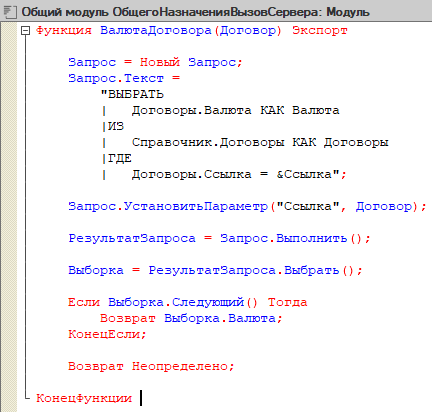 Общий модуль ОбщегоНазначенияВызовСервера: Модуль
Функция ВалютаДоговора(Договор) Экспорт
Запрос = Новый Запрос;
Запрос.Текст =
"ВЫБРАТЬ
|   Договоры.Валюта КАК Валюта
|ИЗ
|   Справочник.Договоры КАК Договоры
|ГДЕ
|   Договоры.Ссылка = &Ссылка";
Запрос.УстановитьПараметр("Ссылка", Договор);
РезультатЗапроса = Запрос.Выполнить();
Выборка = РезультатЗапроса.Выбрать();
Если Выборка.Следующий() Тогда
Возврат Выборка.Валюта;
КонецЕсли;
Возврат Неопределено;
КонецФункции